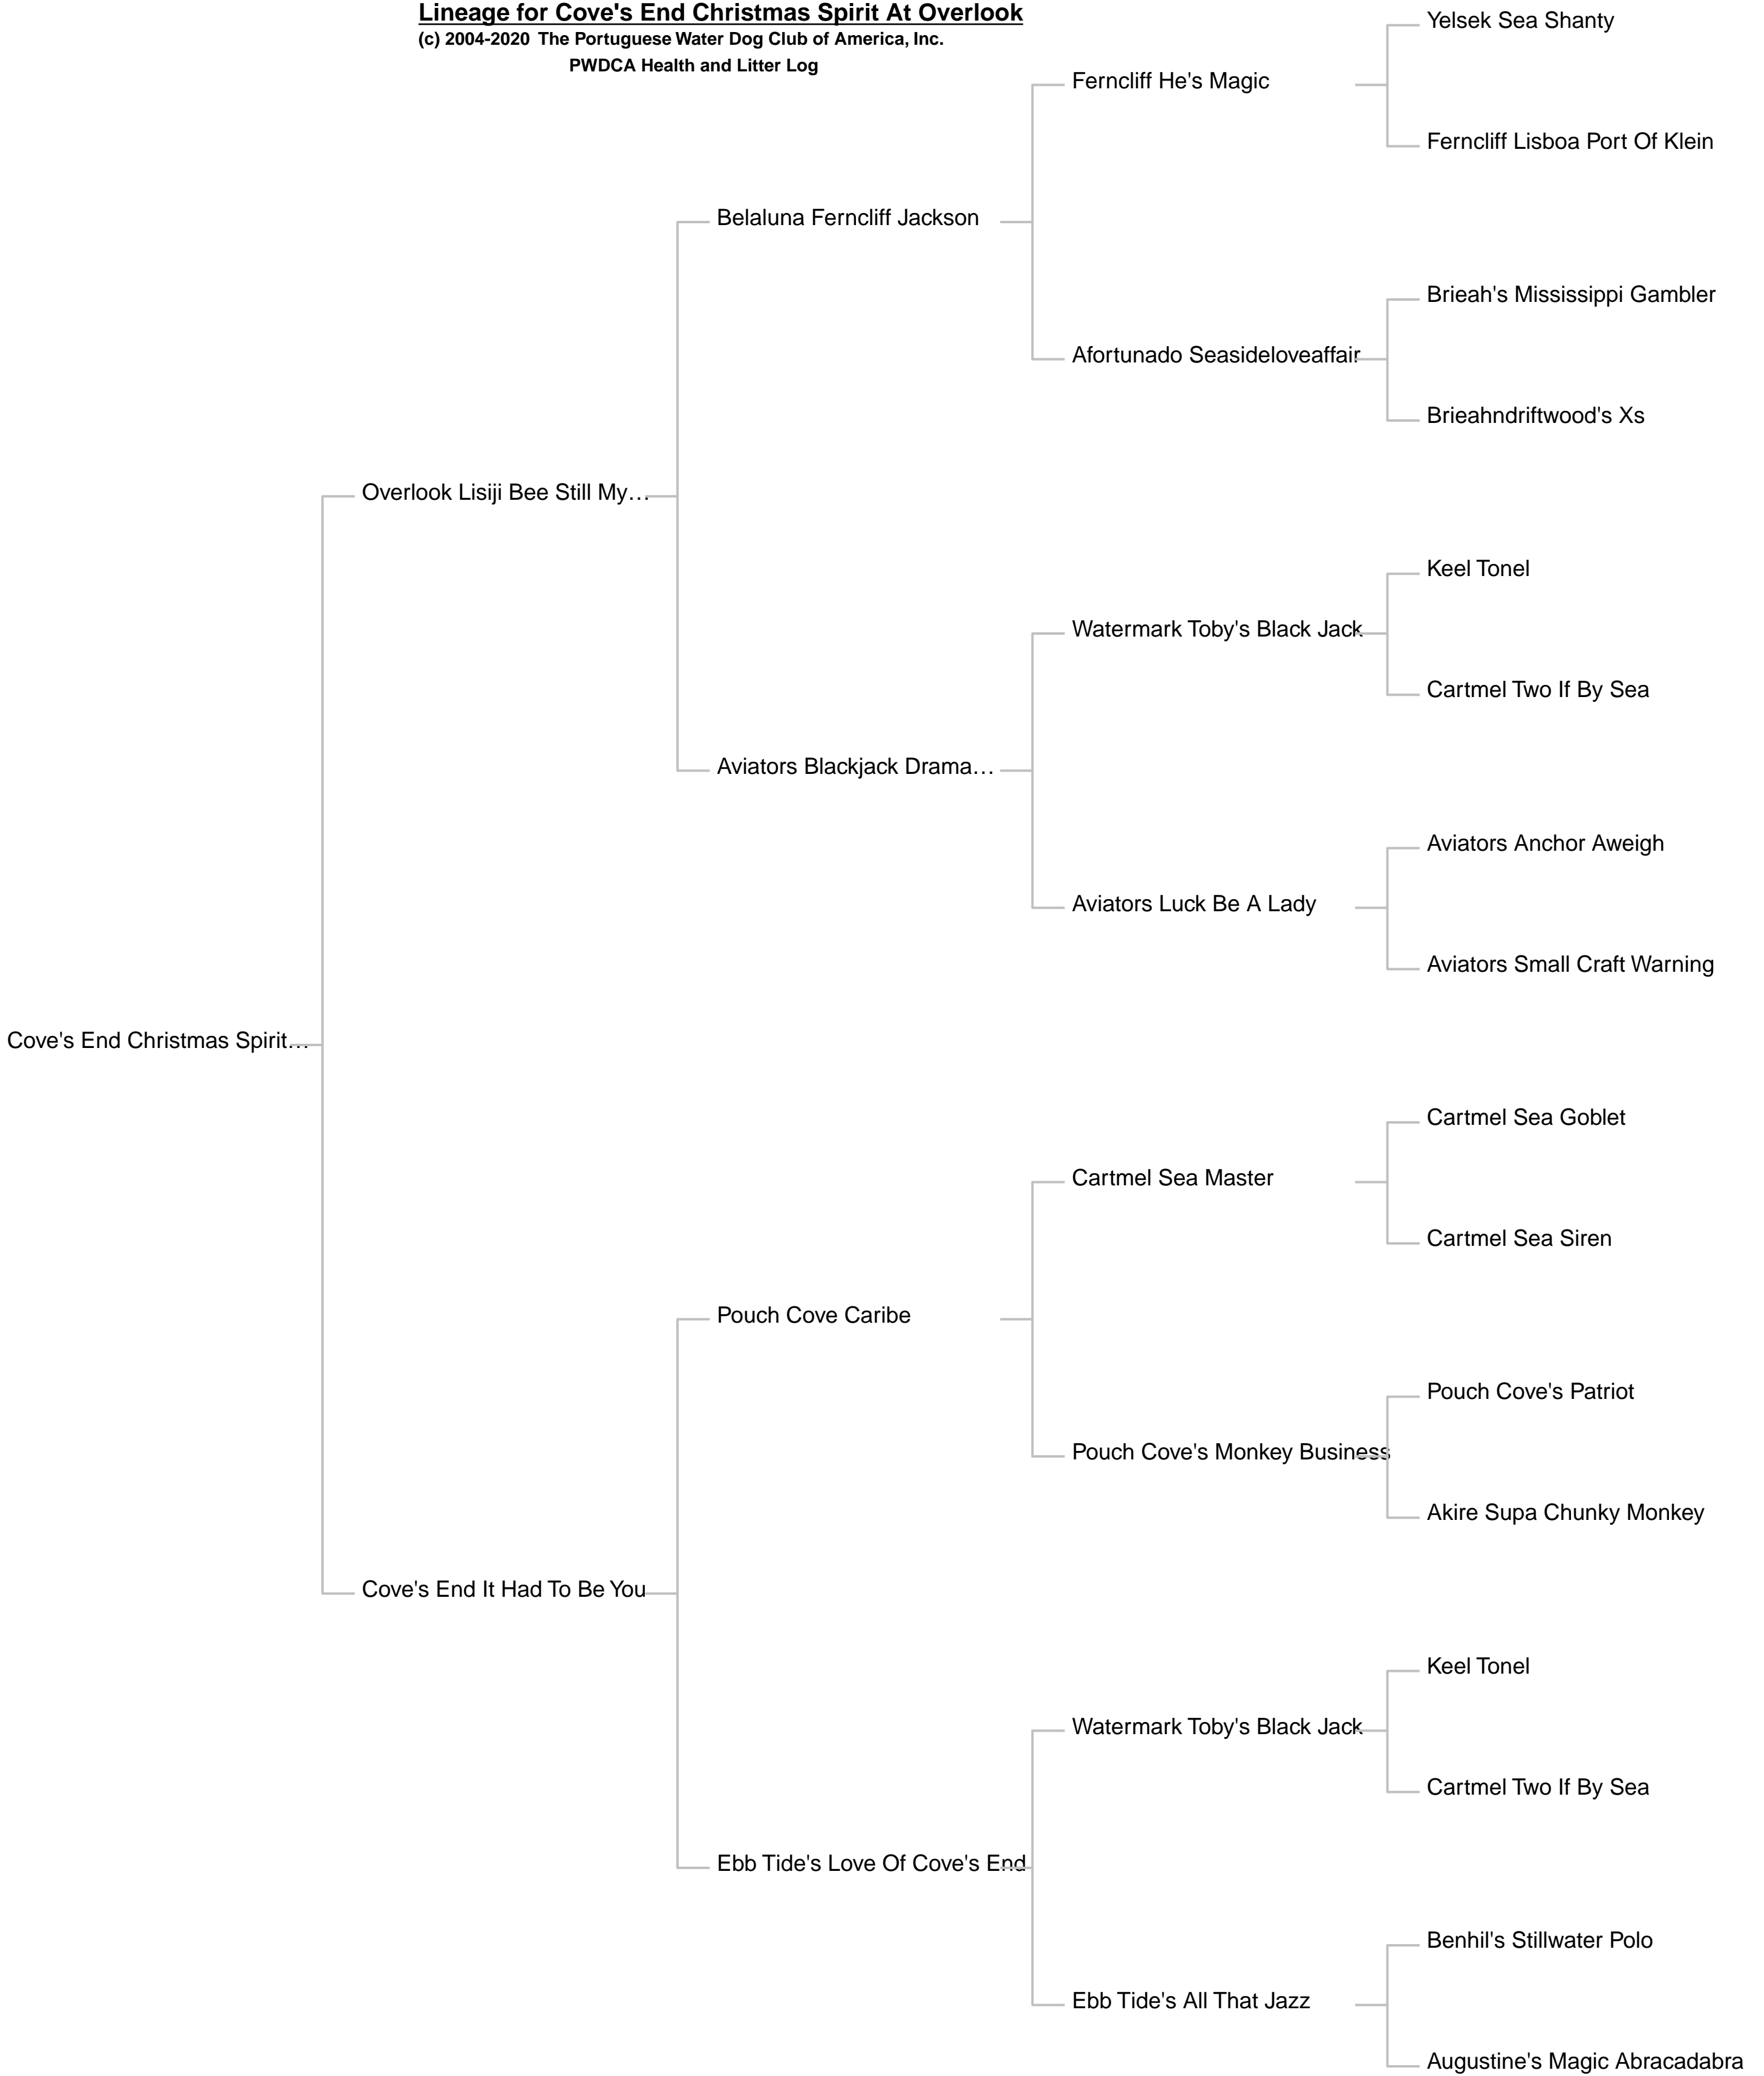 Lineage for Cove's End Christmas Spirit At Overlook
(c) 2004-2020 The Portuguese Water Dog Club of America, Inc.
PWDCA Health and Litter Log
Yelsek Sea Shanty
Ferncliff He's Magic
Ferncliff Lisboa Port Of Klein
Belaluna Ferncliff Jackson
Brieah's Mississippi Gambler
Afortunado Seasideloveaffair
Brieahndriftwood's Xs
Overlook Lisiji Bee Still My...
Keel Tonel
Watermark Toby's Black Jack
Cartmel Two If By Sea
Aviators Blackjack Drama...
Aviators Anchor Aweigh
Aviators Luck Be A Lady
Aviators Small Craft Warning
Cove's End Christmas Spirit...
Cartmel Sea Goblet
Cartmel Sea Master
Cartmel Sea Siren
Pouch Cove Caribe
Pouch Cove's Patriot
Pouch Cove's Monkey Business
Akire Supa Chunky Monkey
Cove's End It Had To Be You
Keel Tonel
Watermark Toby's Black Jack
Cartmel Two If By Sea
Ebb Tide's Love Of Cove's End
Benhil's Stillwater Polo
Ebb Tide's All That Jazz
Augustine's Magic Abracadabra